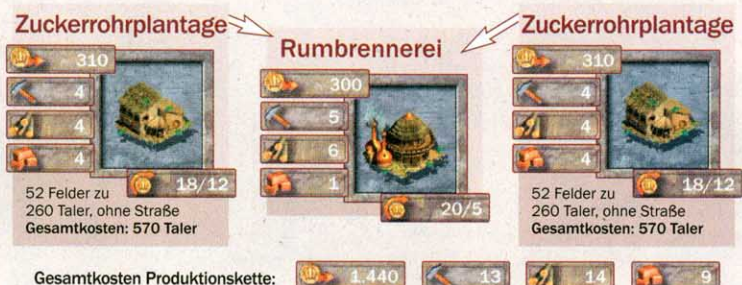 Zuckerrohrplantage
310
4
4
4
18/12
52 Felder zu
260 Taler, ohne Straße
Gesamtkosten: 570 Taler
Rumbrennerei
300
5
6
1
20/5
Zuckerrohrplantage
310
4
4
4
18/12
52 Felder zu
260 Taler, ohne Straße
Gesamtkosten: 570 Taler
Gesamtkosten Produktionskette: 1.440 13 14 9